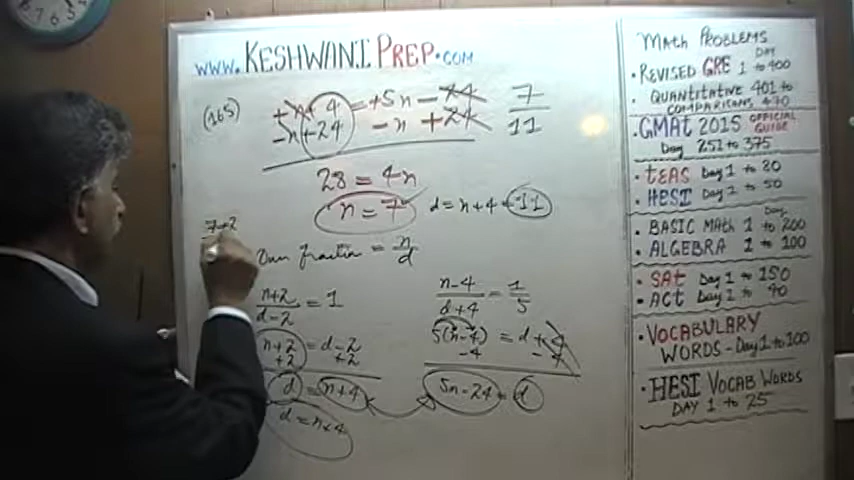 www.KESHWANI PREP.COM
(165)
+n + 4 = +5n - 24
-n + 24 - n + 24
7/11
28 = 4n
n = 7 d = n+4 = 11
7+2
Our fraction = n/d
n+2/d-2 = 1
n+2 = d-2
+2 +2
d = n+4
d = n+4
n-4/d+4 = 1/5
5(n-4) = d+4
-4 -4
5n-24 = d
MATH PROBLEMS
DAY
• REVISED GRE 1 to 400
• QUANTITATIVE 401 to
COMPARISONS 470
GMAT 2015 OFFICIAL GUIDE
Day 251 to 375
• TEAS Day 1 to 80
• HESI Day 1 to 50
Day
• BASIC MATH 1 to 200
• ALGEBRA 1 to 100
• SAT Day 1 to 150
• ACT Day 1 to 90
• VOCABULARY
WORDS - Day 1 to 100
• HESI VOCAB WORDS
DAY 1 to 25